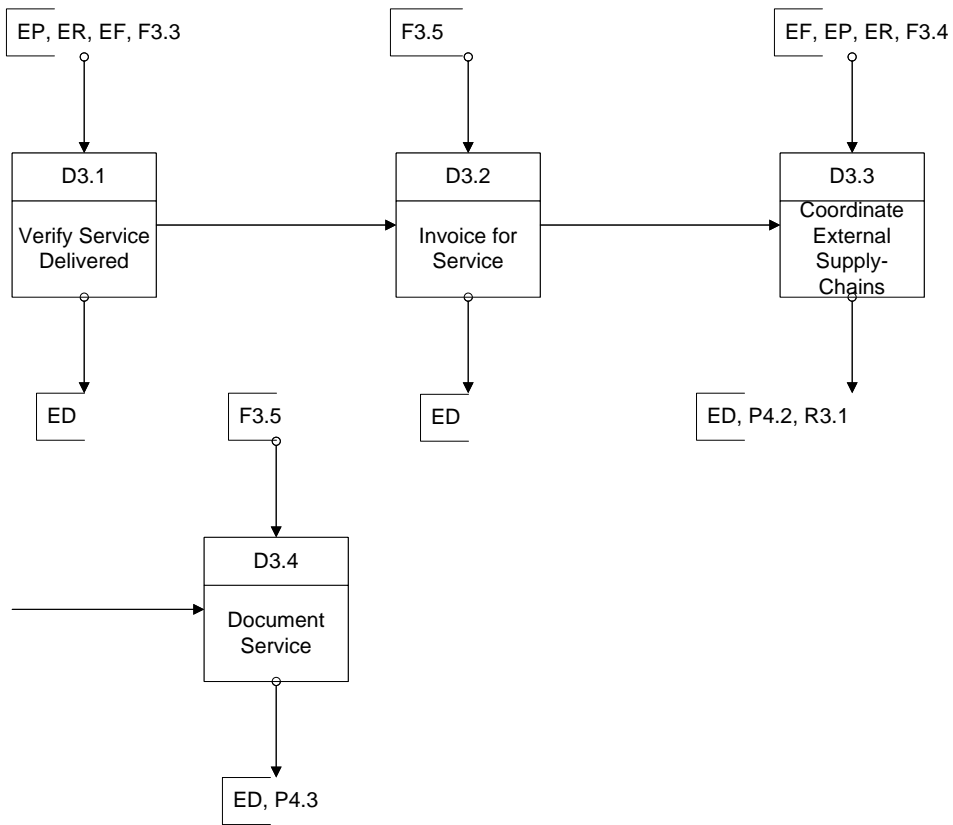 EP, ER, EF, F3.3
F3.5
EF, EP, ER, F3.4
D3.1
Verify Service
Delivered
D3.2
Invoice for
Service
D3.3
Coordinate
External
Supply-
Chains
ED
ED
ED, P4.2, R3.1
F3.5
D3.4
Document
Service
ED, P4.3